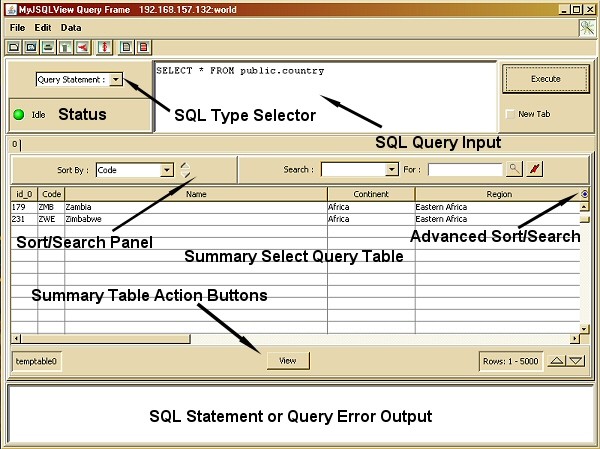 MyJSQLView Query Frame    192.168.157.132:world
File Edit Data
Query Statement :
SELECT * FROM public.country
Execute
Idle
Status
SQL Type Selector
New Tab
SQL Query Input
0
Sort By : Code
Search : For :
id_0 Code Name Continent Region
179 ZMB Zambia Africa Eastern Africa
231 ZWE Zimbabwe Africa Eastern Africa
Sort/Search Panel
Advanced Sort/Search
Summary Select Query Table
Summary Table Action Buttons
temptable0
View
Rows: 1 - 5000
SQL Statement or Query Error Output